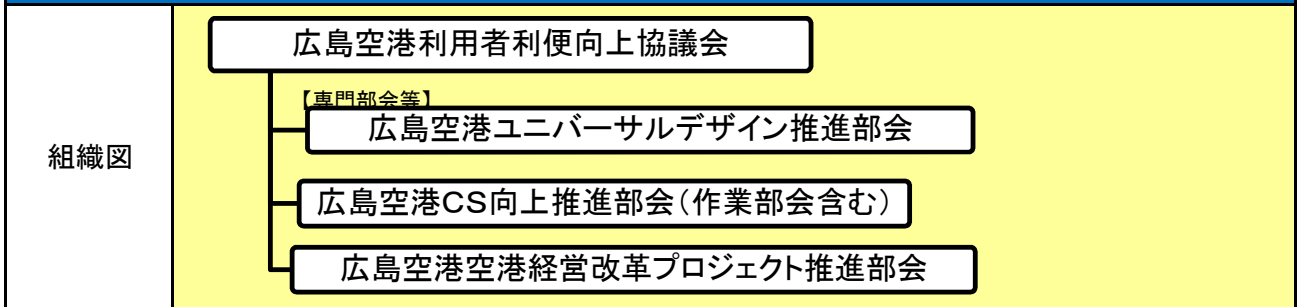 組織図
広島空港利用者利便向上協議会
【専門部会等】
広島空港ユニバーサルデザイン推進部会
広島空港CS向上推進部会（作業部会含む）
広島空港空港経営改革プロジェクト推進部会